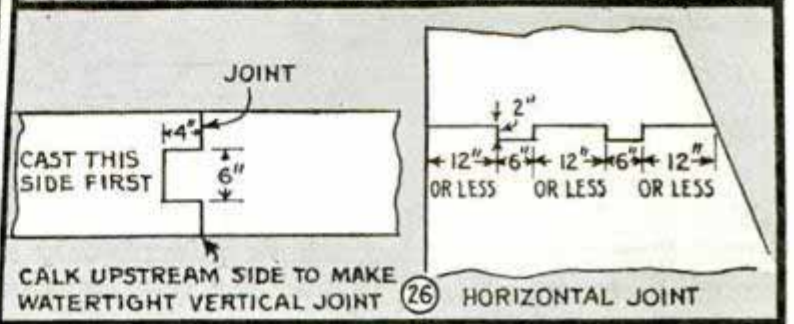 JOINT
4"
CAST THIS
SIDE FIRST
6"
CALK UPSTREAM SIDE TO MAKE
WATERTIGHT VERTICAL JOINT
26
2"
12" 6" 12" 6" 12"
OR LESS OR LESS OR LESS
HORIZONTAL JOINT